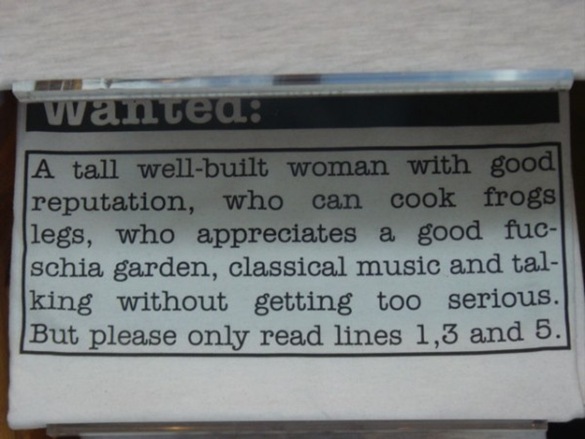 Wanted:
A tall well-built woman with good
reputation, who can cook frogs
legs, who appreciates a good fuc-
schia garden, classical music and tal-
king without getting too serious.
But please only read lines 1,3 and 5.